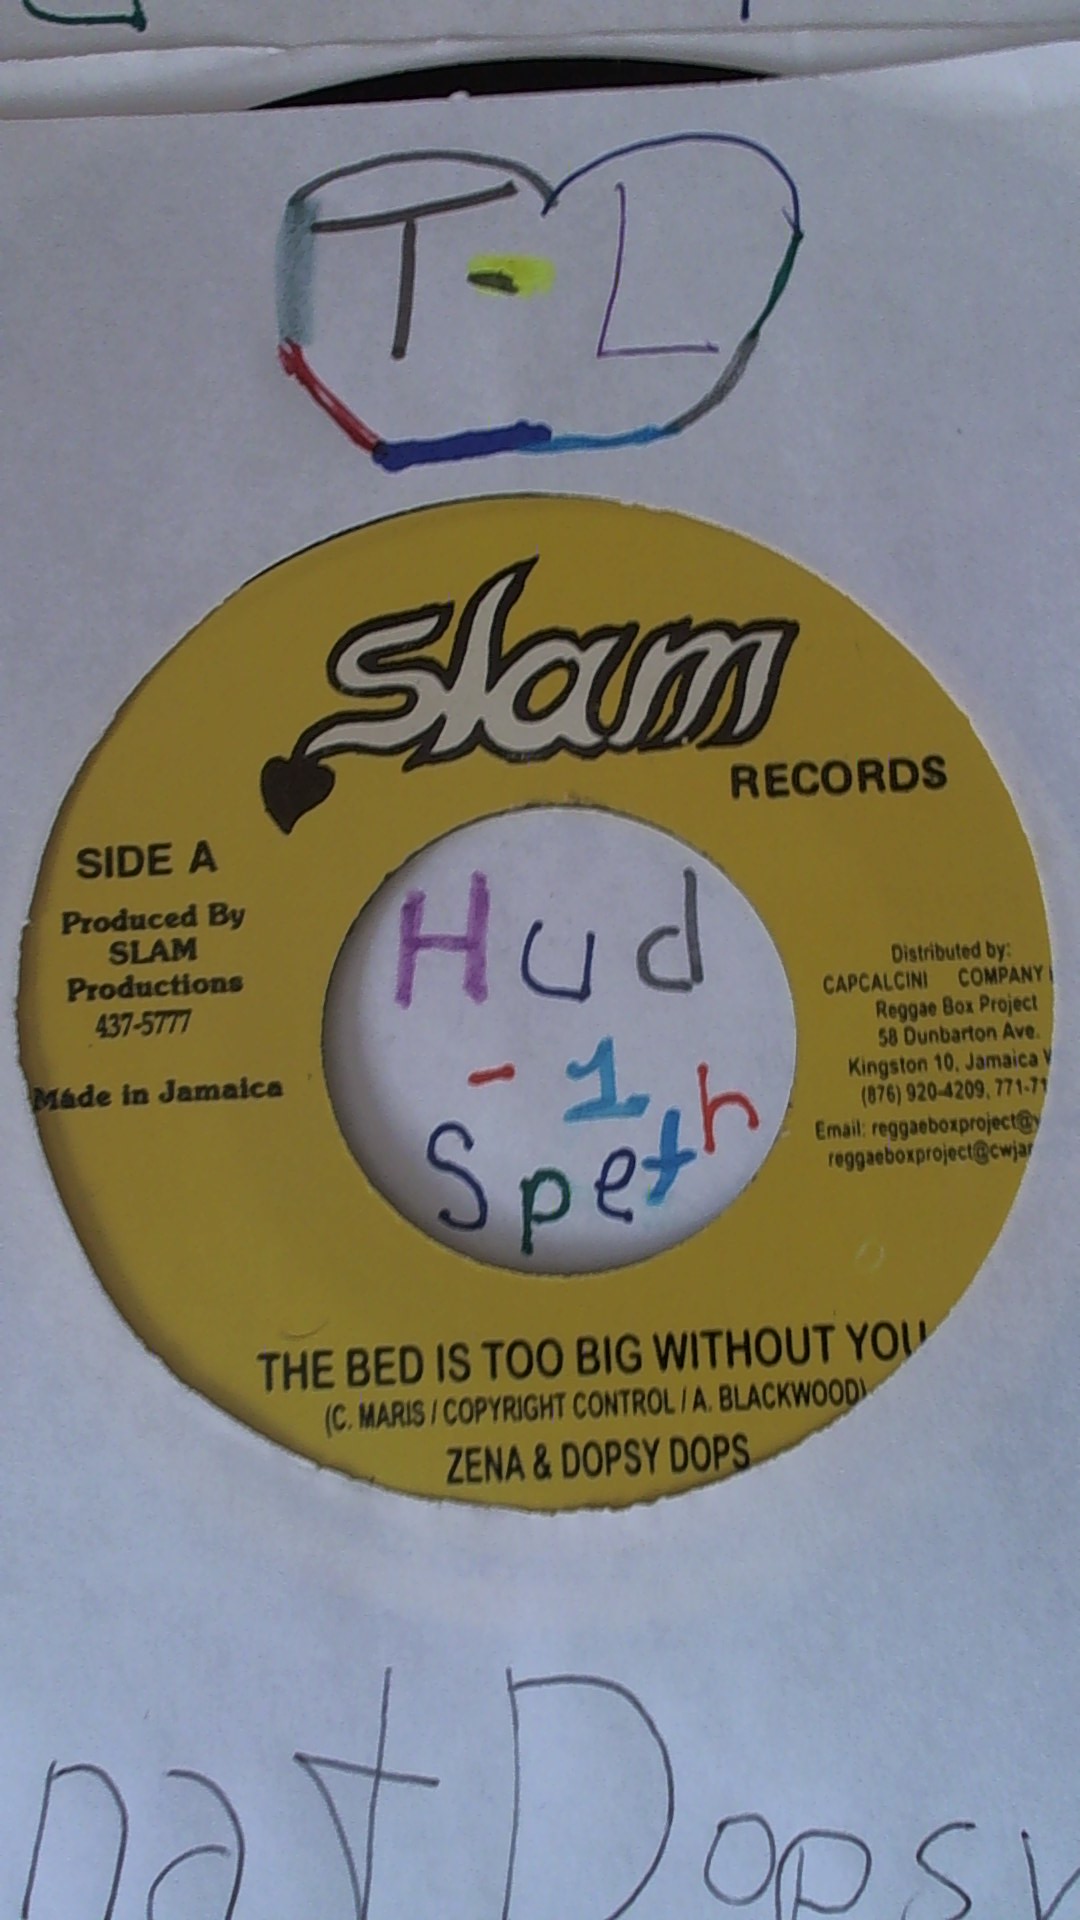 T-L
Slam
RECORDS
SIDE A
Produced By
SLAM
Productions
437-5777
Made in Jamaica
Hud
- 1
Speth
Distributed by:
CAPCALCINI COMPANY
Reggae Box Project
58 Dunbarton Ave.
Kingston 10, Jamaica W
(876) 920-4209, 771-71
Email: reggaeboxproject@y
reggaeboxproject@cwjam
THE BED IS TOO BIG WITHOUT YOU
(C. MARIS / COPYRIGHT CONTROL / A. BLACKWOOD)
ZENA & DOPSY DOPS
Dopsy